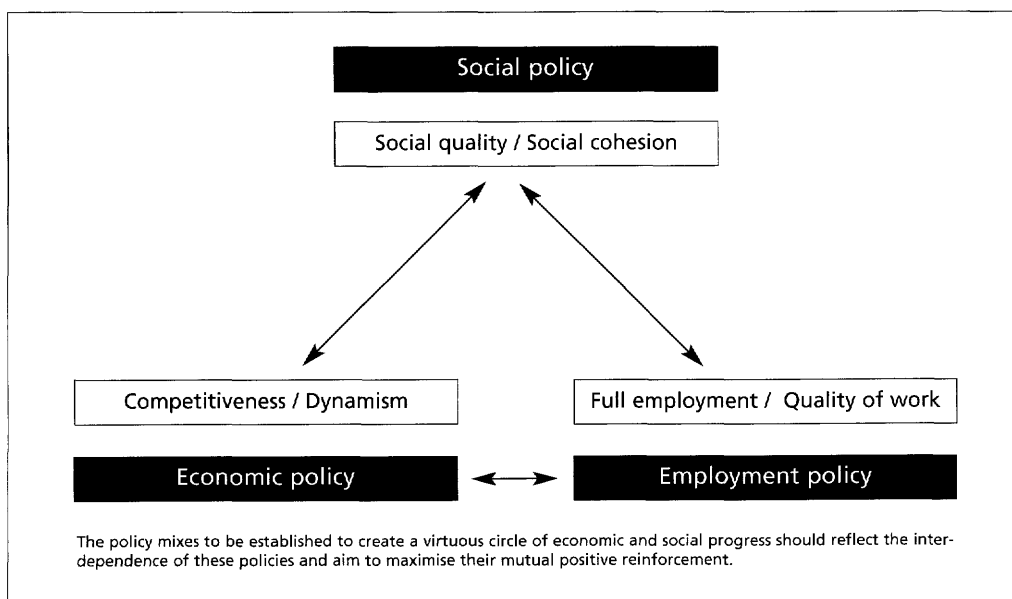 Social policy
Social quality / Social cohesion
Competitiveness / Dynamism
Full employment / Quality of work
Economic policy
Employment policy
The policy mixes to be established to create a virtuous circle of economic and social progress should reflect the inter-
dependence of these policies and aim to maximise their mutual positive reinforcement.